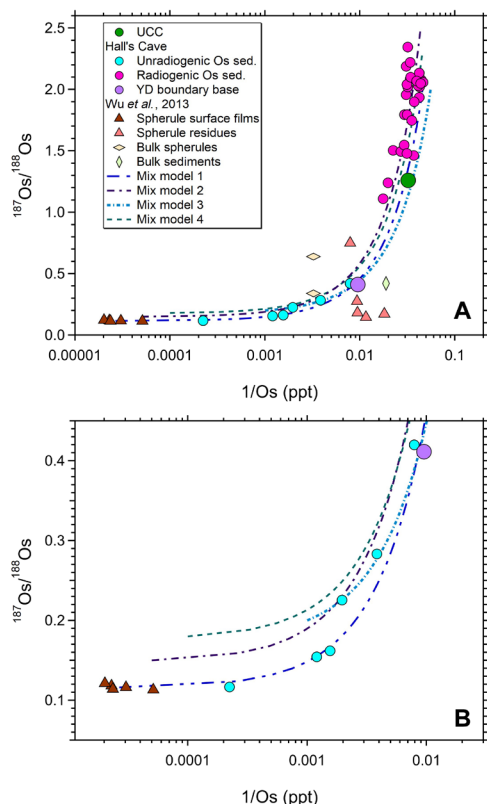 2.5
A
UCC
Hall's Cave
Unradiogenic Os sed.
2.0
Radiogenic Os sed.
YD boundary base
Wu et al., 2013
Spherule surface films
Spherule residues
1.5
Bulk spherules
Bulk sediments
Mix model 1
Mix model 2
1.0
Mix model 3
Mix model 4
187Os/188Os
0.5
A
0.0
0.00001 0.0001 0.001 0.01 0.1
1/Os (ppt)
0.4
0.3
187Os/188Os
0.2
0.1
B
0.0001 0.001 0.01
1/Os (ppt)